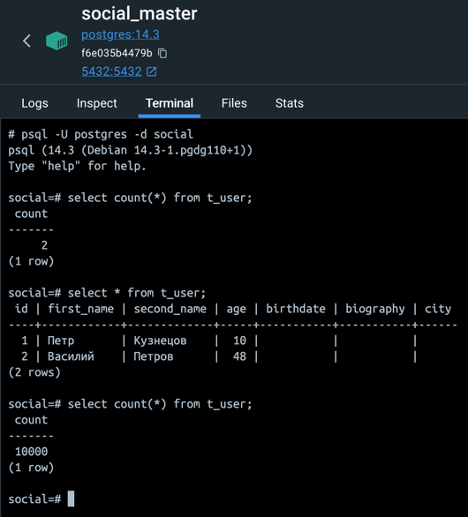 social_master
postgres:14.3
f6e035b4479b
5432:5432
Logs Inspect Terminal Files Stats
# psql -U postgres -d social
psql (14.3 (Debian 14.3-1.pgdg110+1))
Type "help" for help.
social=# select count(*) from t_user;
count
-------
2
(1 row)
social=# select * from t_user;
id | first_name | second_name | age | birthdate | biography | city
----+------------+-------------+-----+-----------+-----------+------
1 | Петр | Кузнецов | 10 | | |
2 | Василий | Петров | 48 | | |
(2 rows)
social=# select count(*) from t_user;
count
-------
10000
(1 row)
social=#